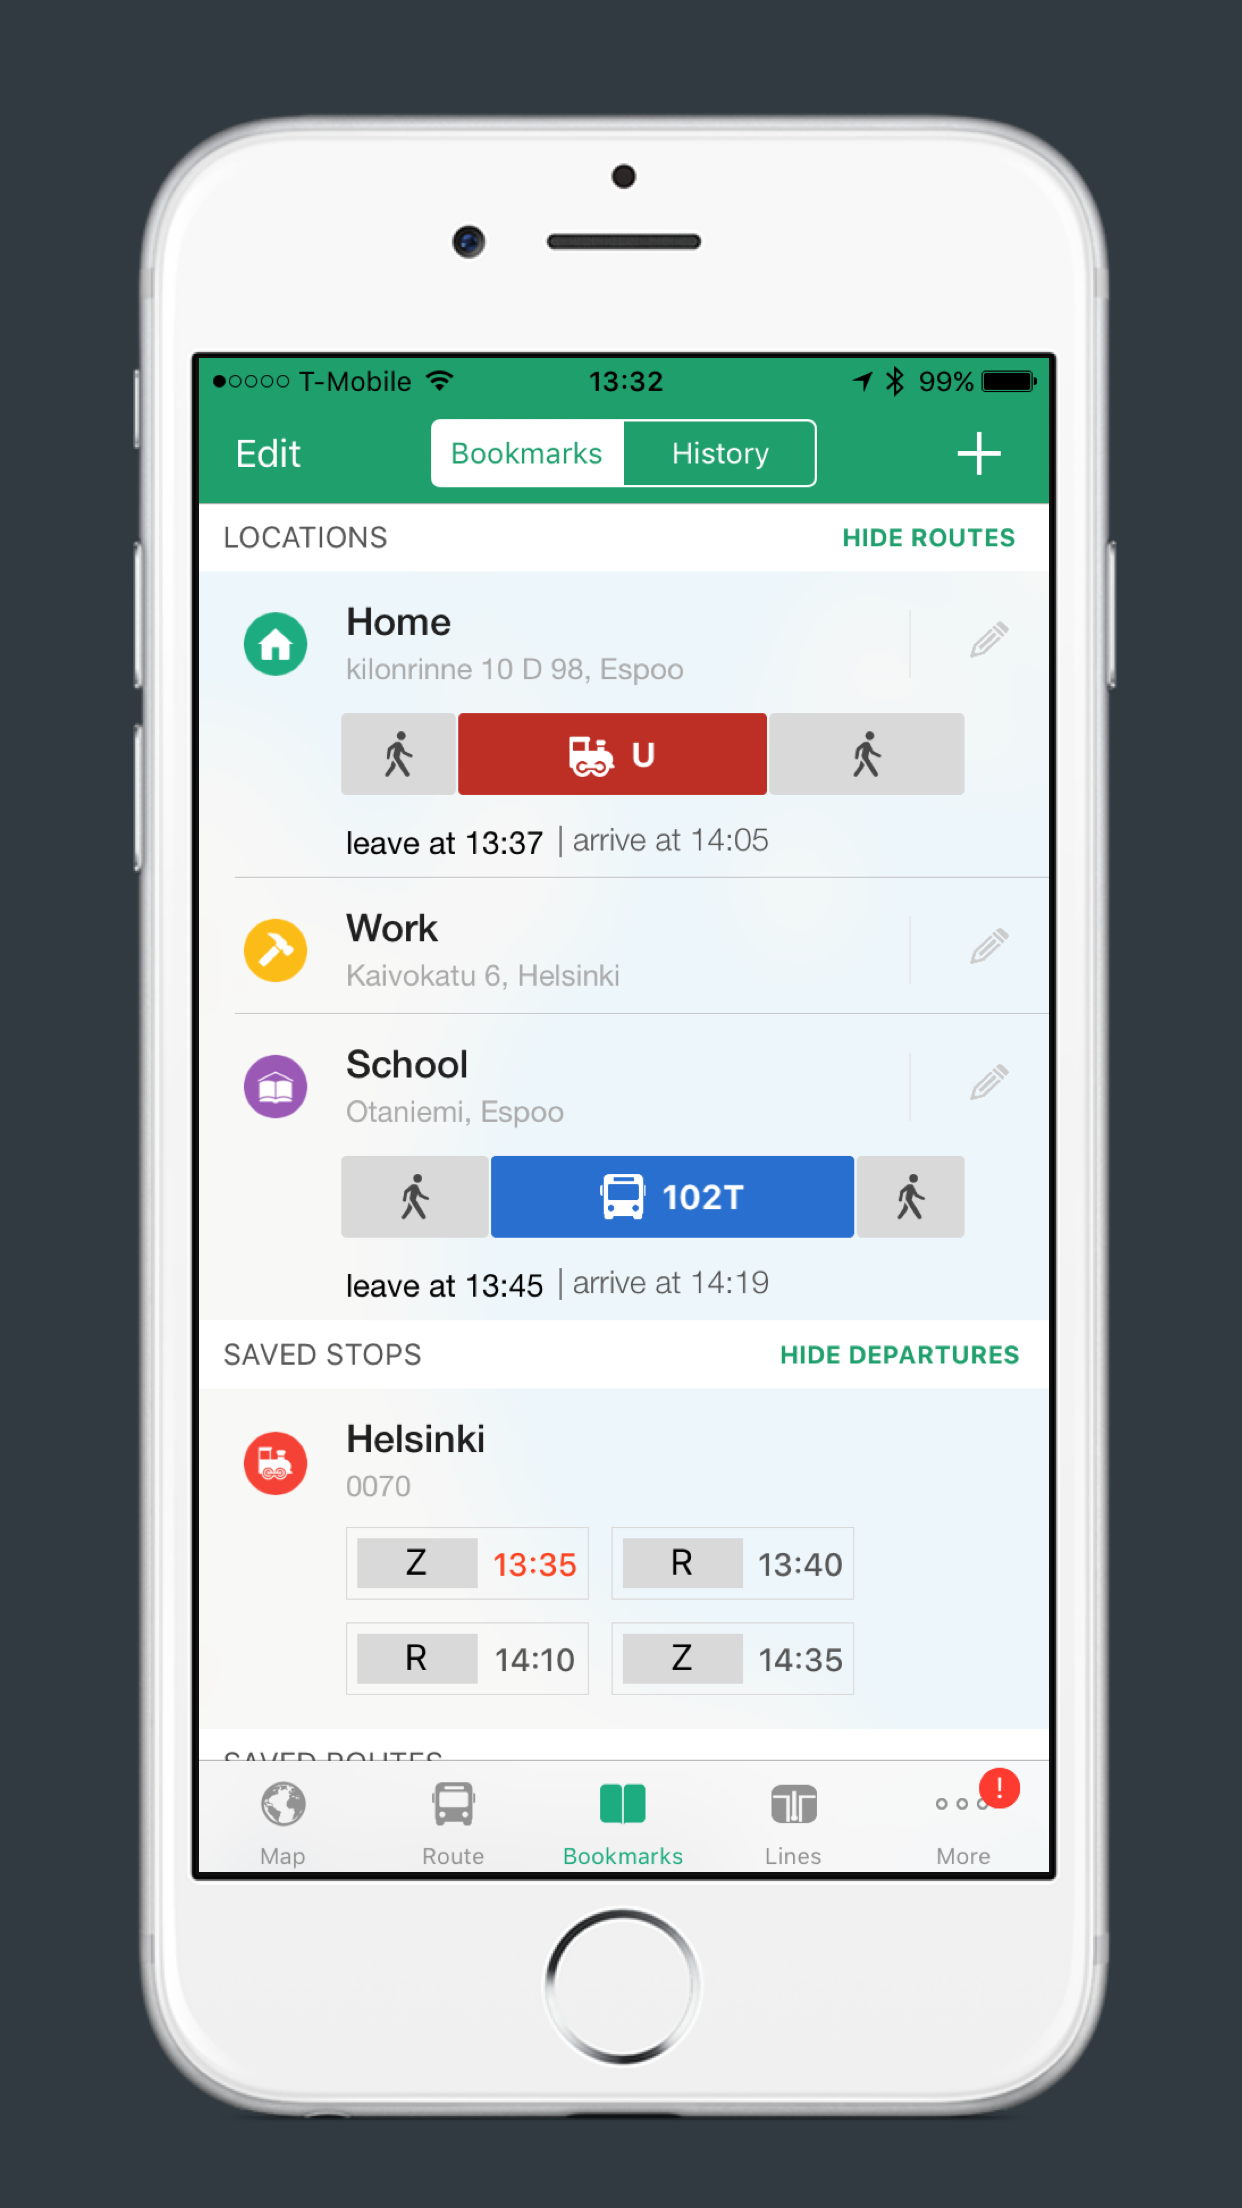 T-Mobile 13:32 99%
Edit Bookmarks History
LOCATIONS HIDE ROUTES
Home
kilonrinne 10 D 98, Espoo
U
leave at 13:37 | arrive at 14:05
Work
Kaivokatu 6, Helsinki
School
Otaniemi, Espoo
102T
leave at 13:45 | arrive at 14:19
SAVED STOPS HIDE DEPARTURES
Helsinki
0070
Z 13:35 R 13:40
R 14:10 Z 14:35
SAVED ROUTES
!
Map Route Bookmarks Lines More